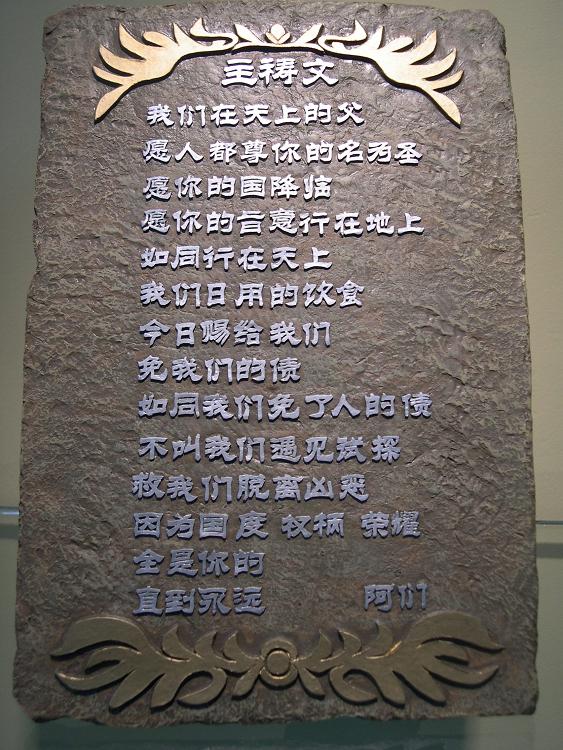 主祷文
我们在天上的父
愿人都尊你的名为圣
愿你的国降临
愿你的旨意行在地上
如同行在天上
我们日用的饮食
今日赐给我们
免我们的债
如同我们免了人的债
不叫我们遇见试探
救我们脱离凶恶
因为国度 权柄 荣耀
全是你的
直到永远 阿们